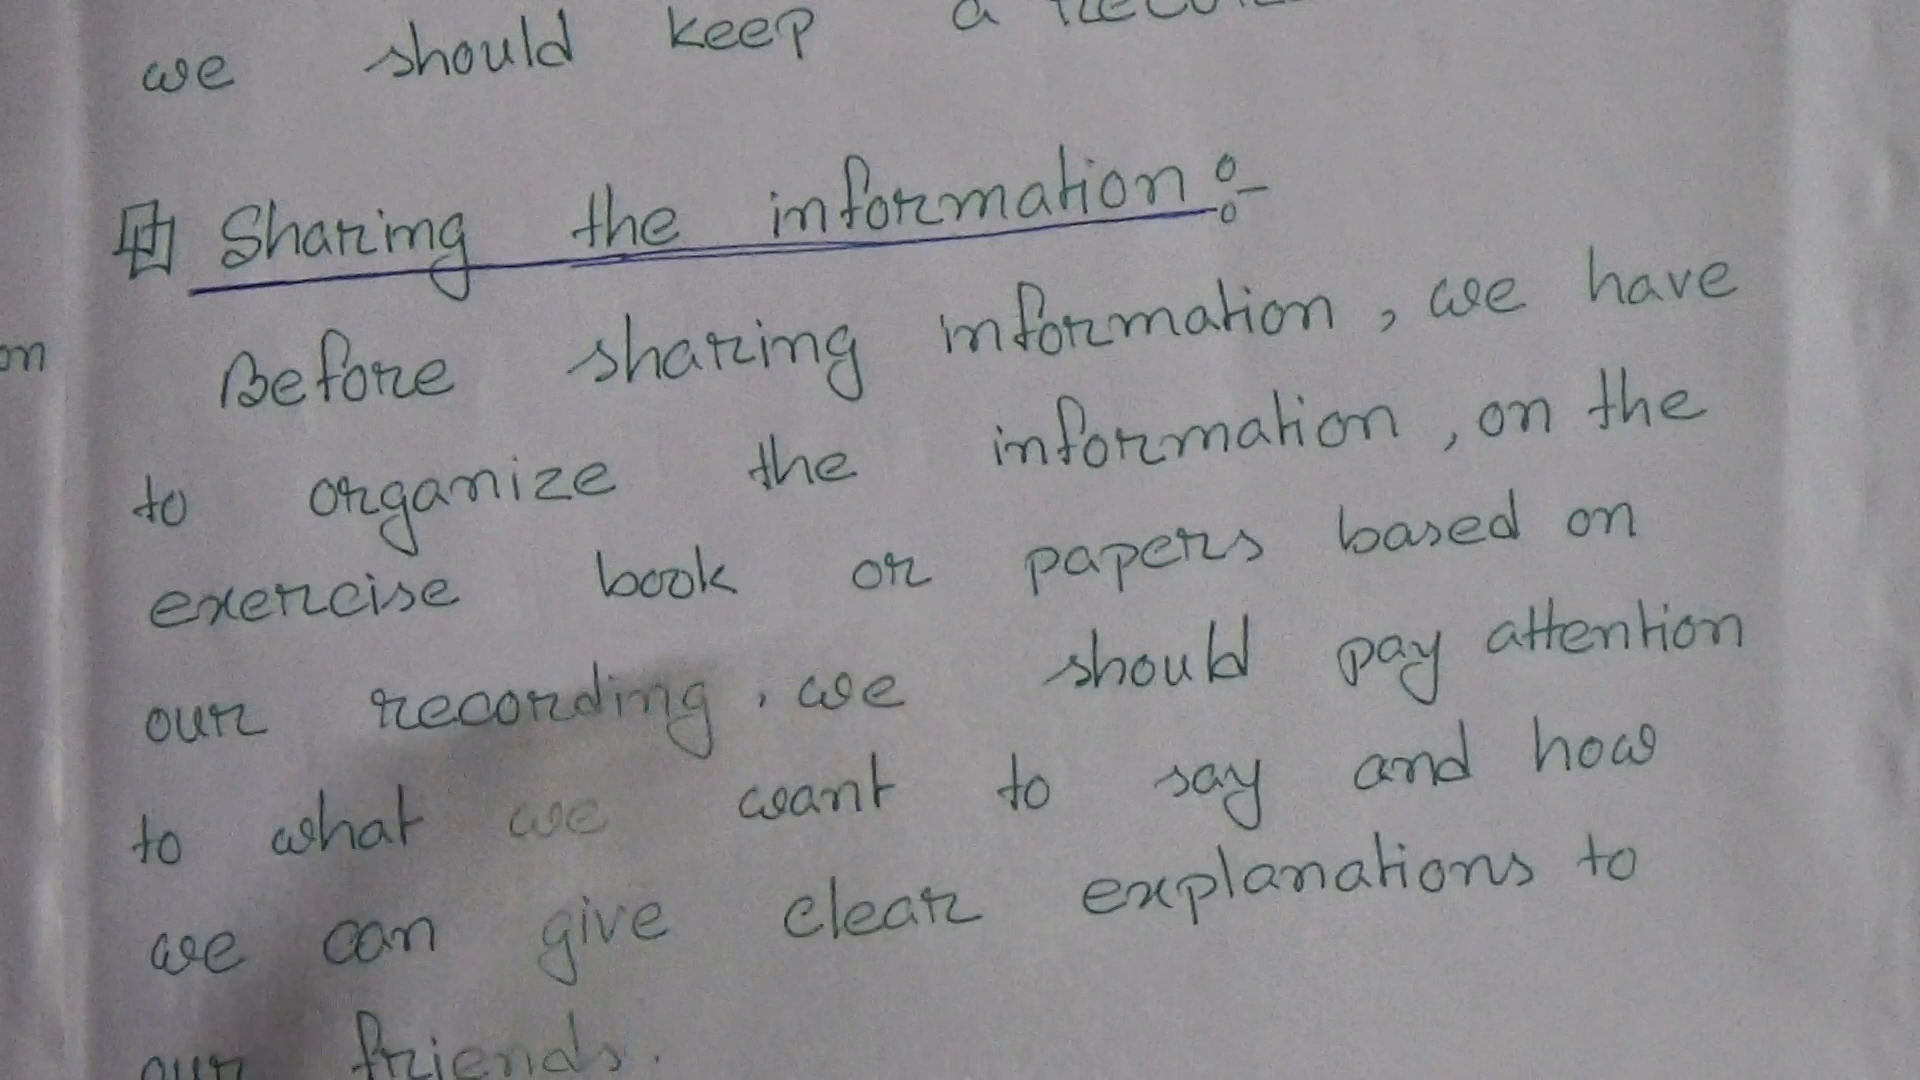 we should keep a
Sharing the information :-
Before sharing information, we have
on
to organize the information, on the
exercise book or papers based on
our recording, we should pay attention
to what we want to say and how
we can give clear explanations to
our friends.